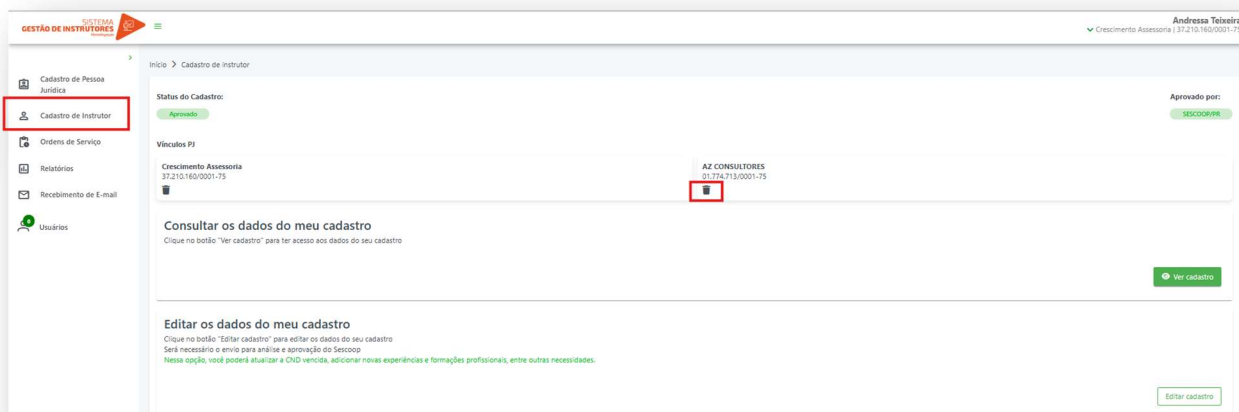 SISTEMA
GESTÃO DE INSTRUTORES
Andressa Teixeira
Crescimento Assessoria | 37.210.160/0001-75
Início > Cadastro de Instrutor
Cadastro de Pessoa
Jurídica
Cadastro de Instrutor
Ordens de Serviço
Relatórios
Recebimento de E-mail
0
Usuários
Status do Cadastro:
Aprovado por:
Aprovado
SESCOOP/PR
Vínculos PJ
Crescimento Assessoria
37.210.160/0001-75
AZ CONSULTORES
01.774.713/0001-75
Consultar os dados do meu cadastro
Clique no botão "Ver cadastro" para ter acesso aos dados do seu cadastro
Ver cadastro
Editar os dados do meu cadastro
Clique no botão "Editar cadastro" para editar os dados do seu cadastro
Será necessário o envio para análise e aprovação do Sescoop
Nessa opção, você poderá atualizar a CND vencida, adicionar novas experiências e formações profissionais, entre outras necessidades.
Editar cadastro